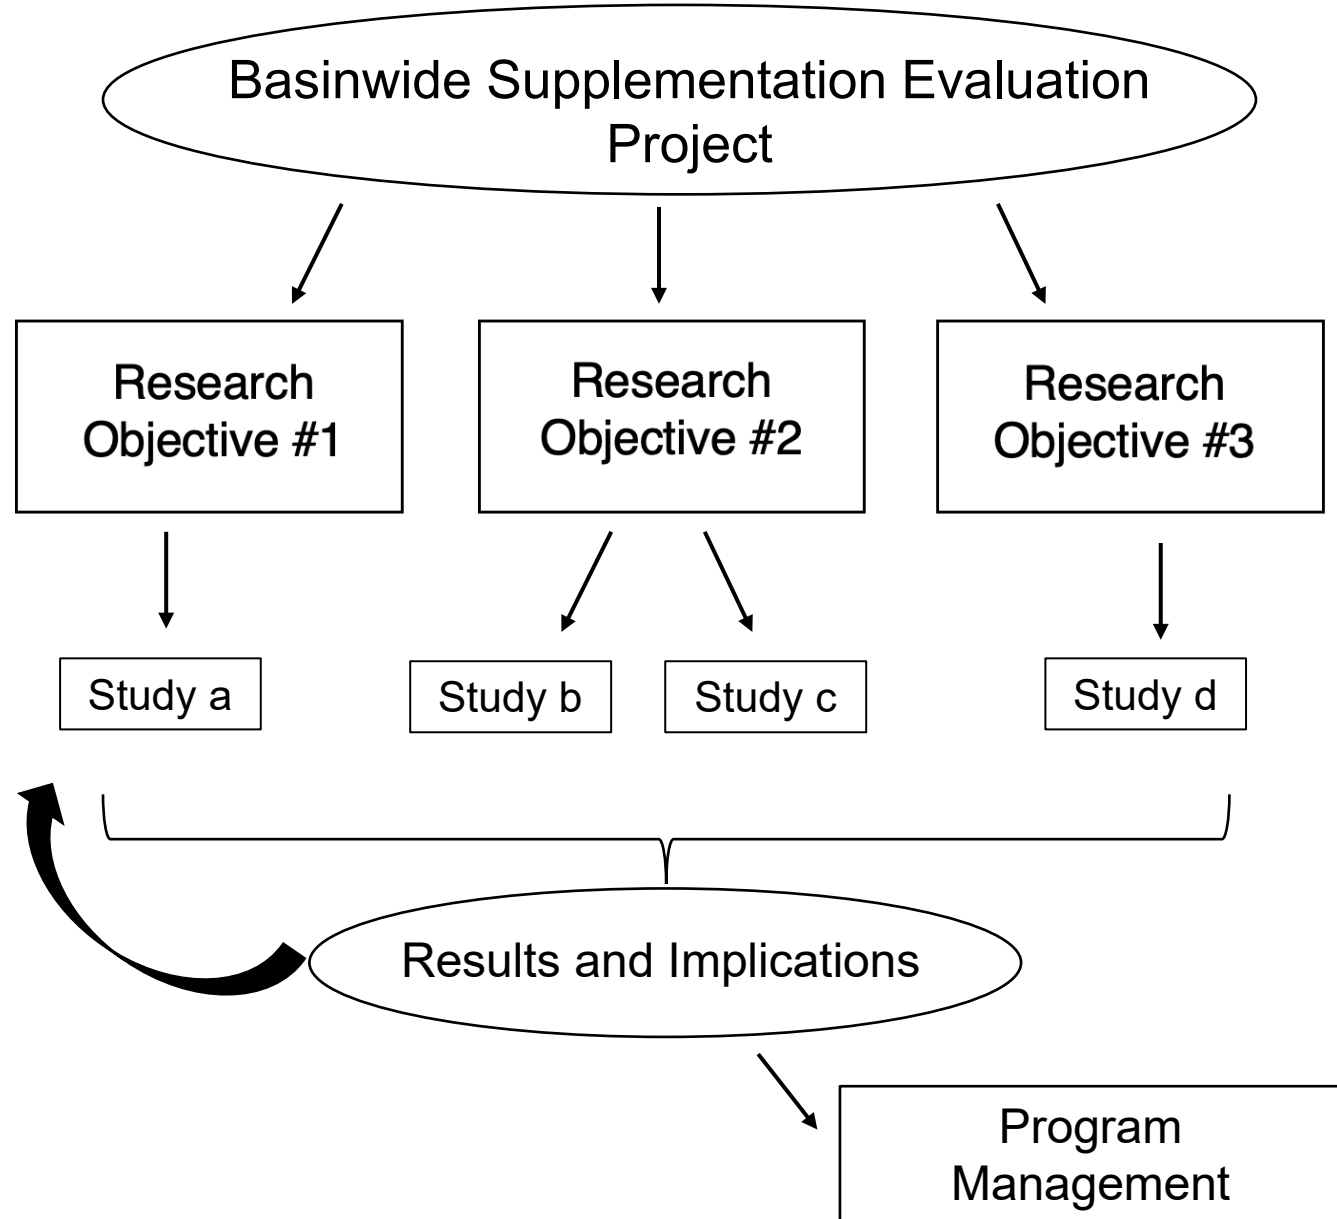 Basinwide Supplementation Evaluation
Project
Research
Objective #1
Research
Objective #2
Research
Objective #3
Study a
Study b
Study c
Study d
Results and Implications
Program
Management